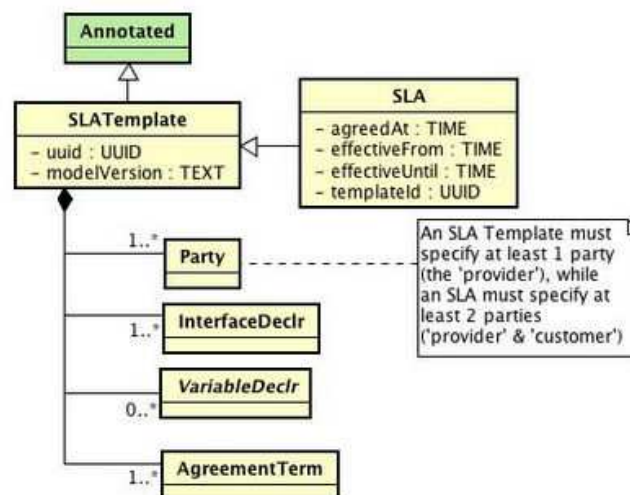 Annotated
SLATemplate
- uuid : UUID
- modelVersion : TEXT
SLA
- agreedAt : TIME
- effectiveFrom : TIME
- effectiveUntil : TIME
- templateId : UUID
1..*
Party
An SLA Template must
specify at least 1 party
(the 'provider'), while
an SLA must specify at
least 2 parties
('provider' & 'customer')
1..*
InterfaceDeclr
0..*
VariableDeclr
1..*
AgreementTerm